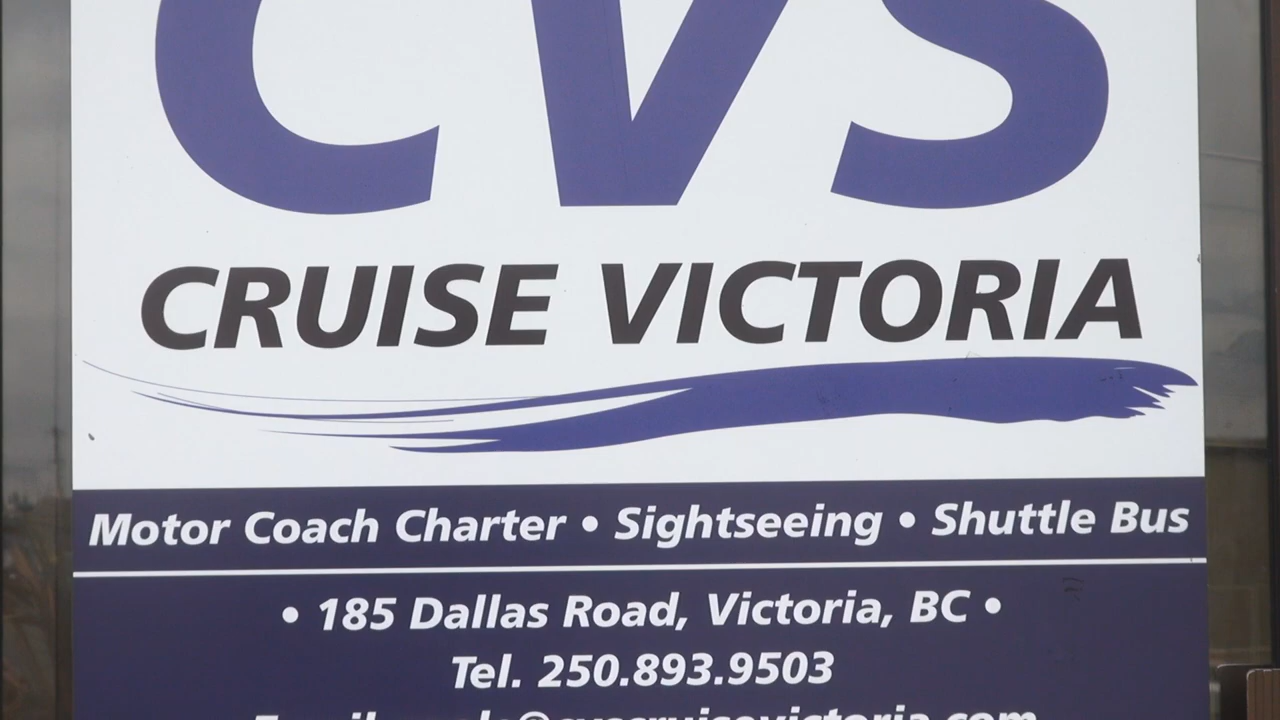 CVS
CRUISE VICTORIA
Motor Coach Charter • Sightseeing • Shuttle Bus
• 185 Dallas Road, Victoria, BC •
Tel. 250.893.9503